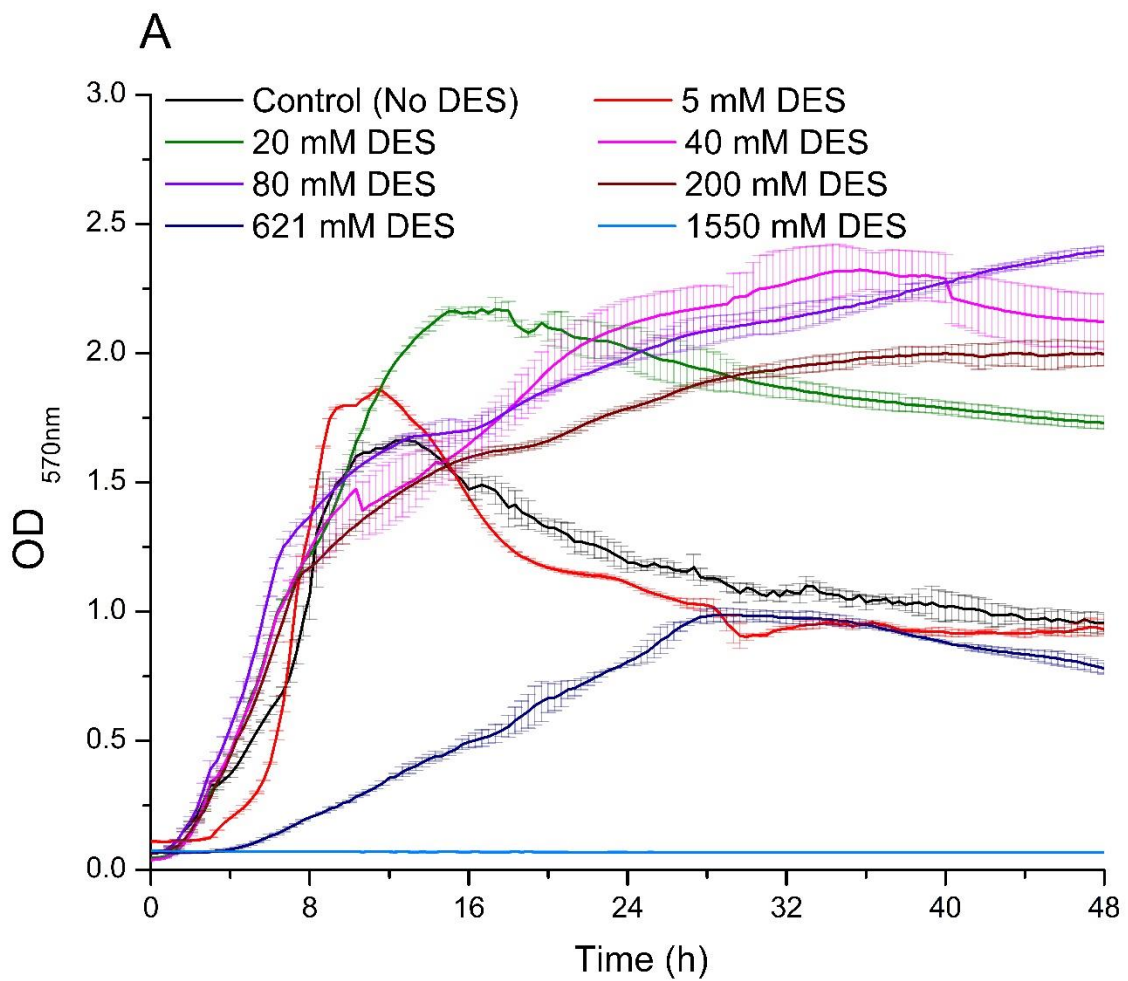 A
Control (No DES) 5 mM DES
20 mM DES 40 mM DES
80 mM DES 200 mM DES
621 mM DES 1550 mM DES
3.0
2.5
2.0
1.5
1.0
0.5
0.0
OD 570nm
0 8 16 24 32 40 48
Time (h)